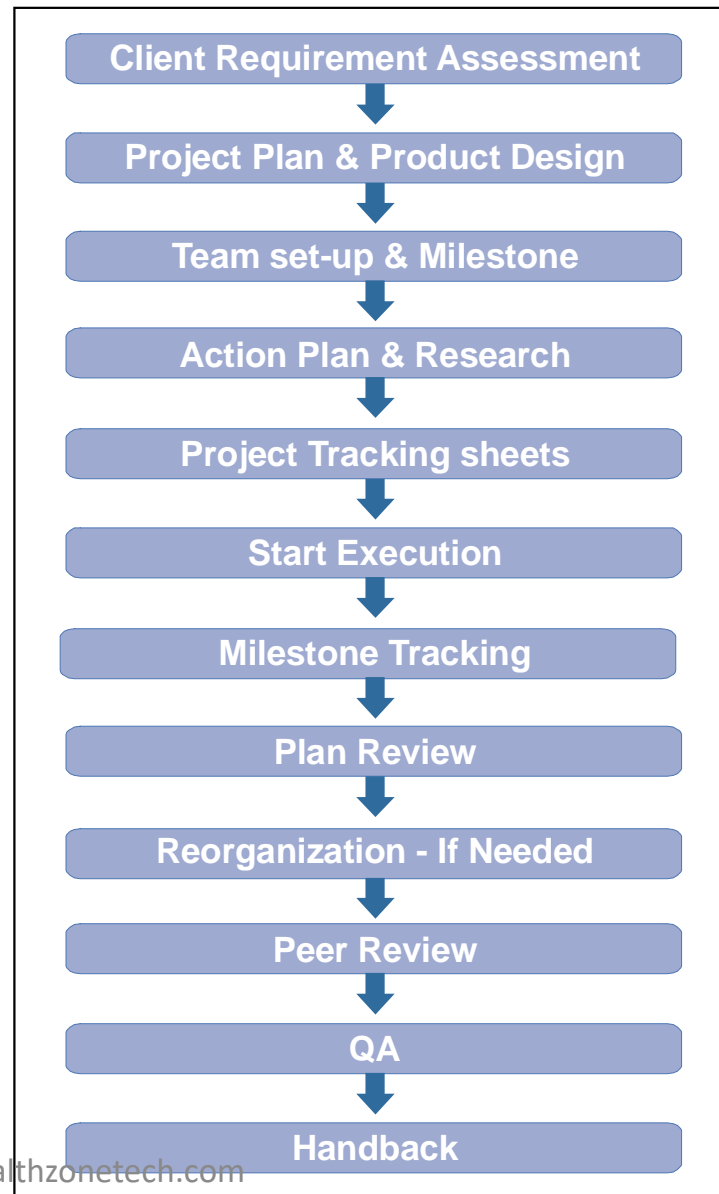 Client Requirement Assessment
Project Plan & Product Design
Team set-up & Milestone
Action Plan & Research
Project Tracking sheets
Start Execution
Milestone Tracking
Plan Review
Reorganization - If Needed
Peer Review
QA
Handback
althzonetech.com